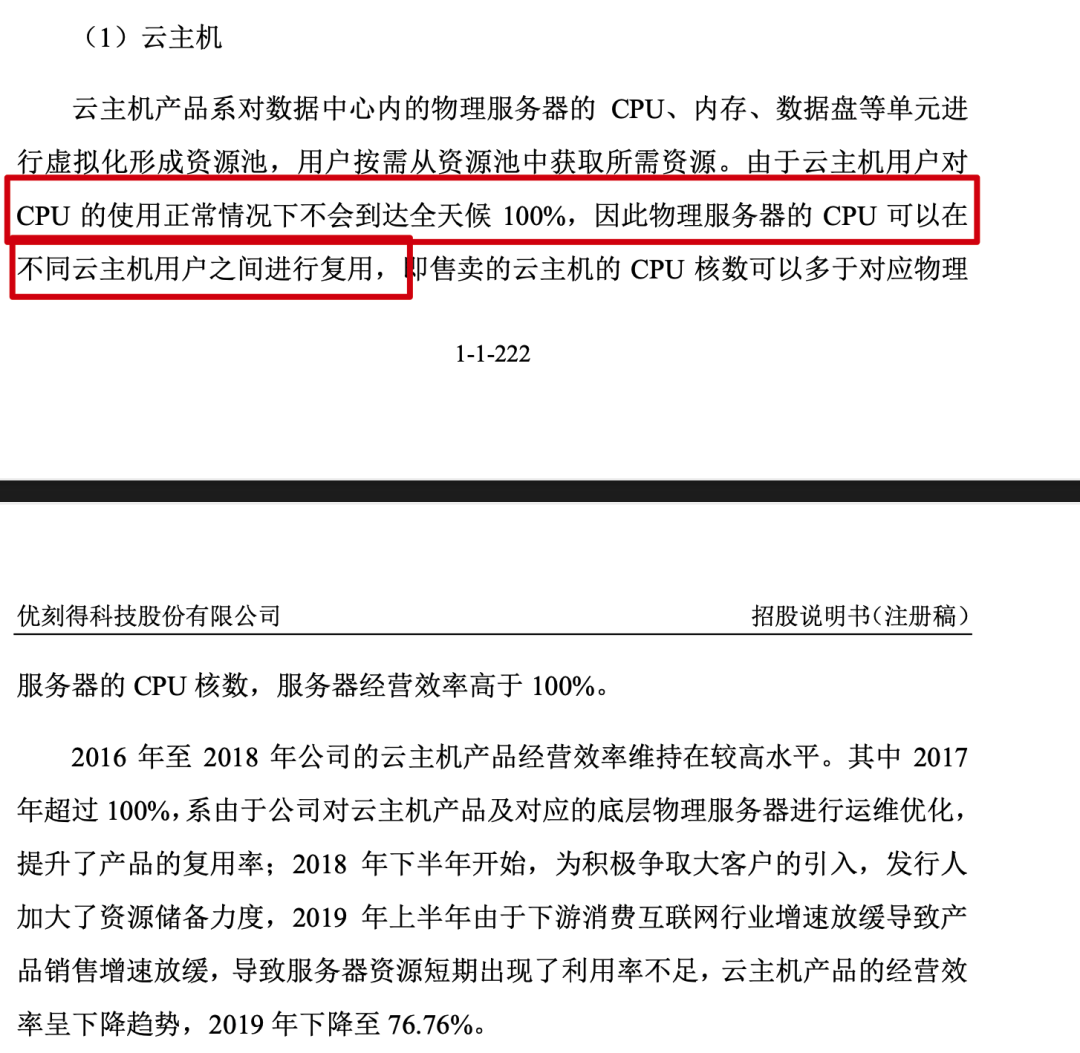 （1）云主机
云主机产品系对数据中心内的物理服务器的 CPU、内存、数据盘等单元进
行虚拟化形成资源池，用户按需从资源池中获取所需资源。由于云主机用户对
CPU 的使用正常情况下不会到达全天候 100%，因此物理服务器的 CPU 可以在
不同云主机用户之间进行复用，即售卖的云主机的 CPU 核数可以多于对应物理
1-1-222
优刻得科技股份有限公司 招股说明书（注册稿）
服务器的 CPU 核数，服务器经营效率高于 100%。
2016 年至 2018 年公司的云主机产品经营效率维持在较高水平。其中 2017
年超过 100%，系由于公司对云主机产品及对应的底层物理服务器进行运维优化，
提升了产品的复用率；2018 年下半年开始，为积极争取大客户的引入，发行人
加大了资源储备力度，2019 年上半年由于下游消费互联网行业增速放缓导致产
品销售增速放缓，导致服务器资源短期出现了利用率不足，云主机产品的经营效
率呈下降趋势，2019 年下降至 76.76%。